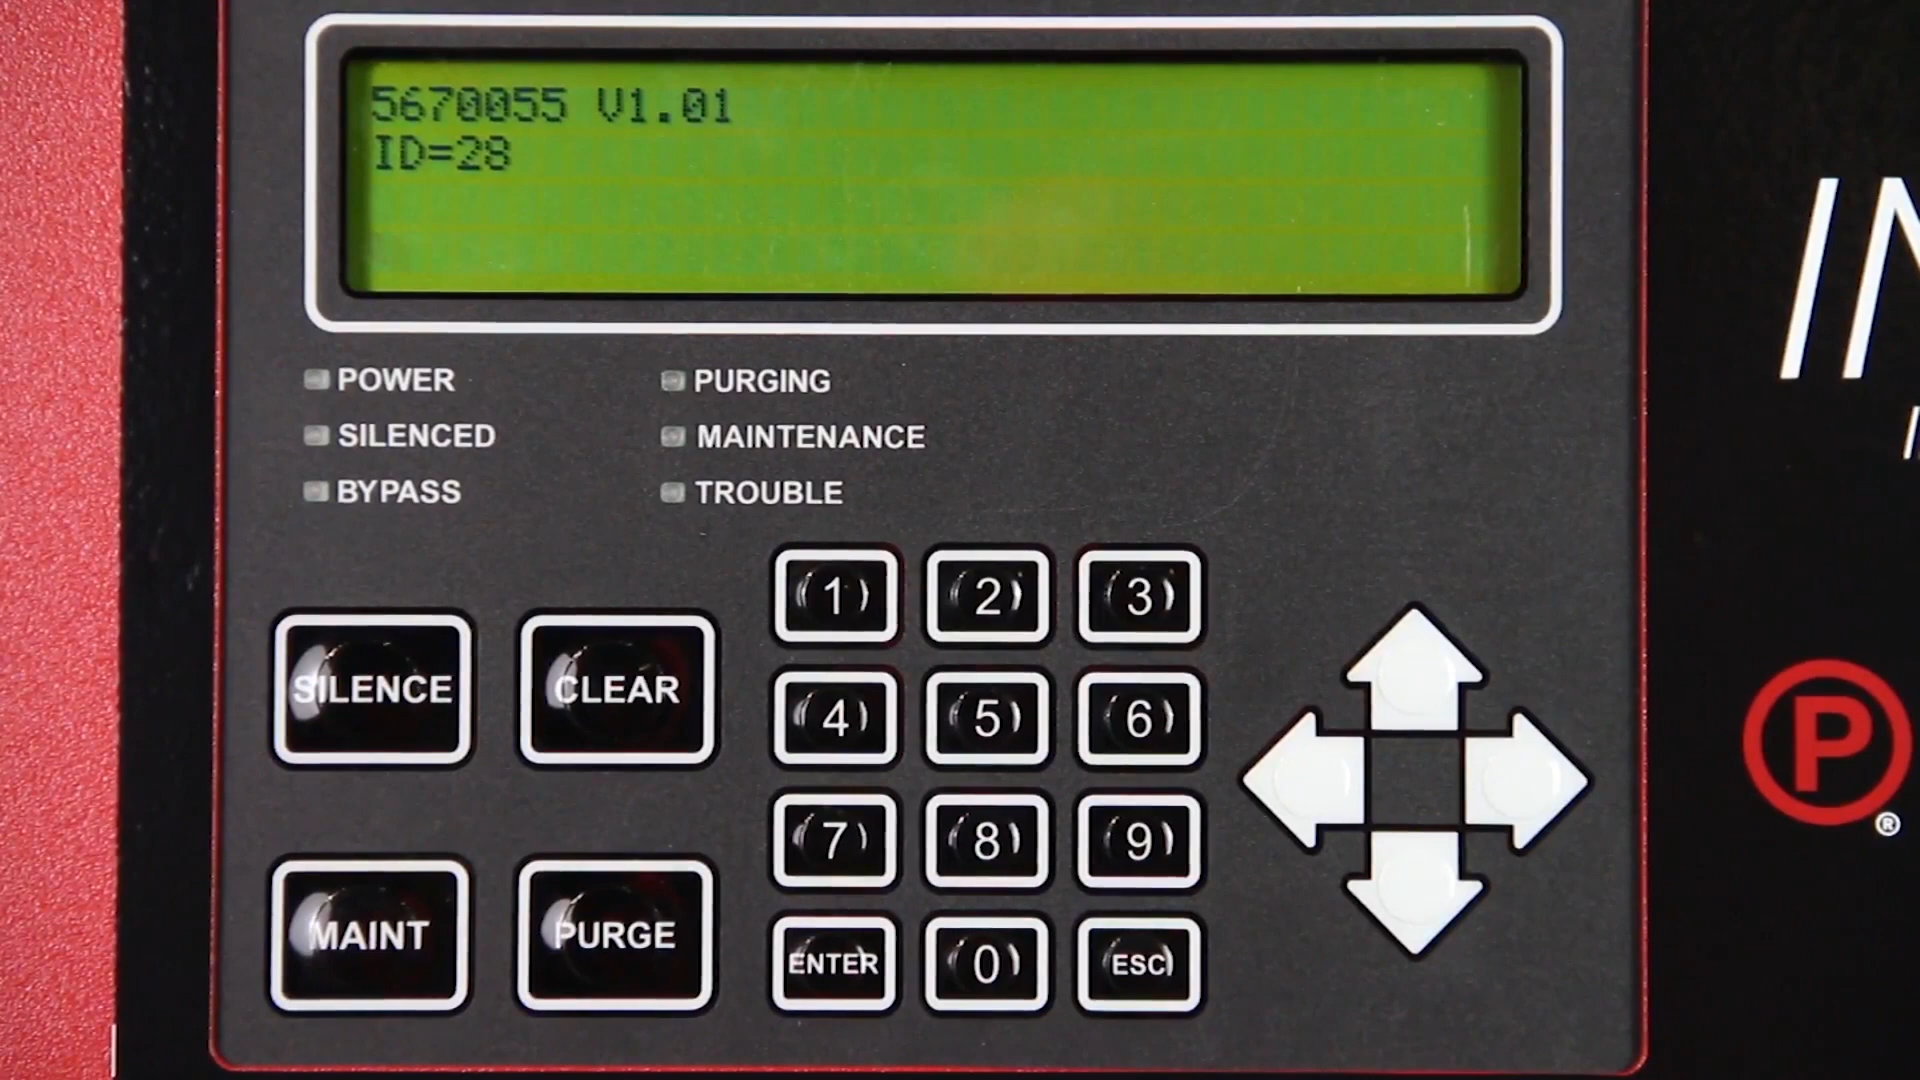 5670055 V1.01
ID=28
POWER
PURGING
SILENCED
MAINTENANCE
BYPASS
TROUBLE
1 2 3
SILENCE CLEAR
4 5 6
7 8 9
MAINT PURGE
ENTER 0 ESC
P
®